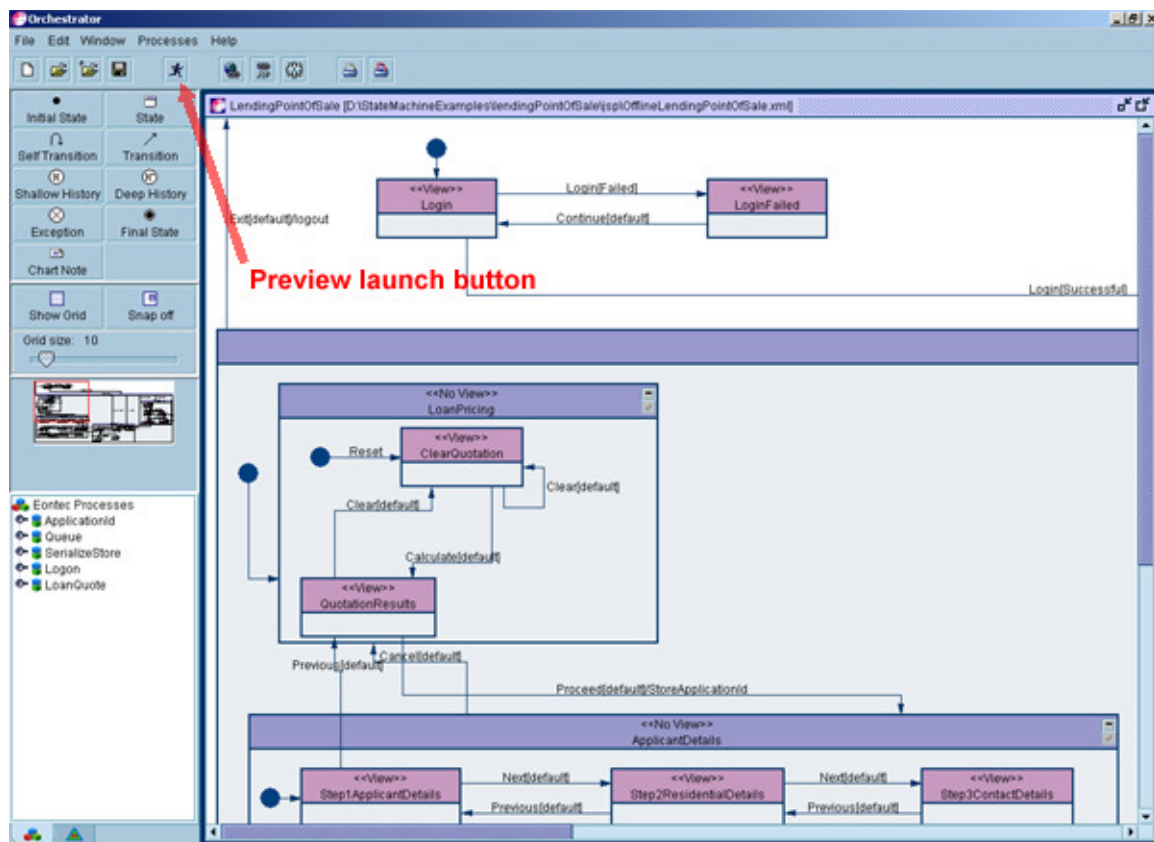 Orchestrator
File Edit Window Processes Help
Initial State
State
Self Transition
Transition
Shallow History
Deep History
Exception
Final State
Chart Note
Show Grid
Snap off
Grid size: 10
Eontec Processes
ApplicationId
Queue
SerializeStore
Logon
LoanQuote
LendingPointOfSale [D:\StateMachineExamples\lendingPointOfSale\jsp\OfflineLendingPointOfSale.xml]
<<View>>
Login
Login[Failed]
Continue[default]
<<View>>
LoginFailed
Exit[default]/logout
Preview launch button
Login[Successful]
<<No View>>
LoanPricing
Reset
<<View>>
ClearQuotation
Clear[default]
Clear[default]
Calculate[default]
<<View>>
QuotationResults
Previous[default]
Cancel[default]
Proceed[default]/StoreApplicationId
<<No View>>
ApplicantDetails
<<View>>
Step1ApplicantDetails
Next[default]
Previous[default]
<<View>>
Step2ResidentialDetails
Next[default]
Previous[default]
<<View>>
Step3ContactDetails